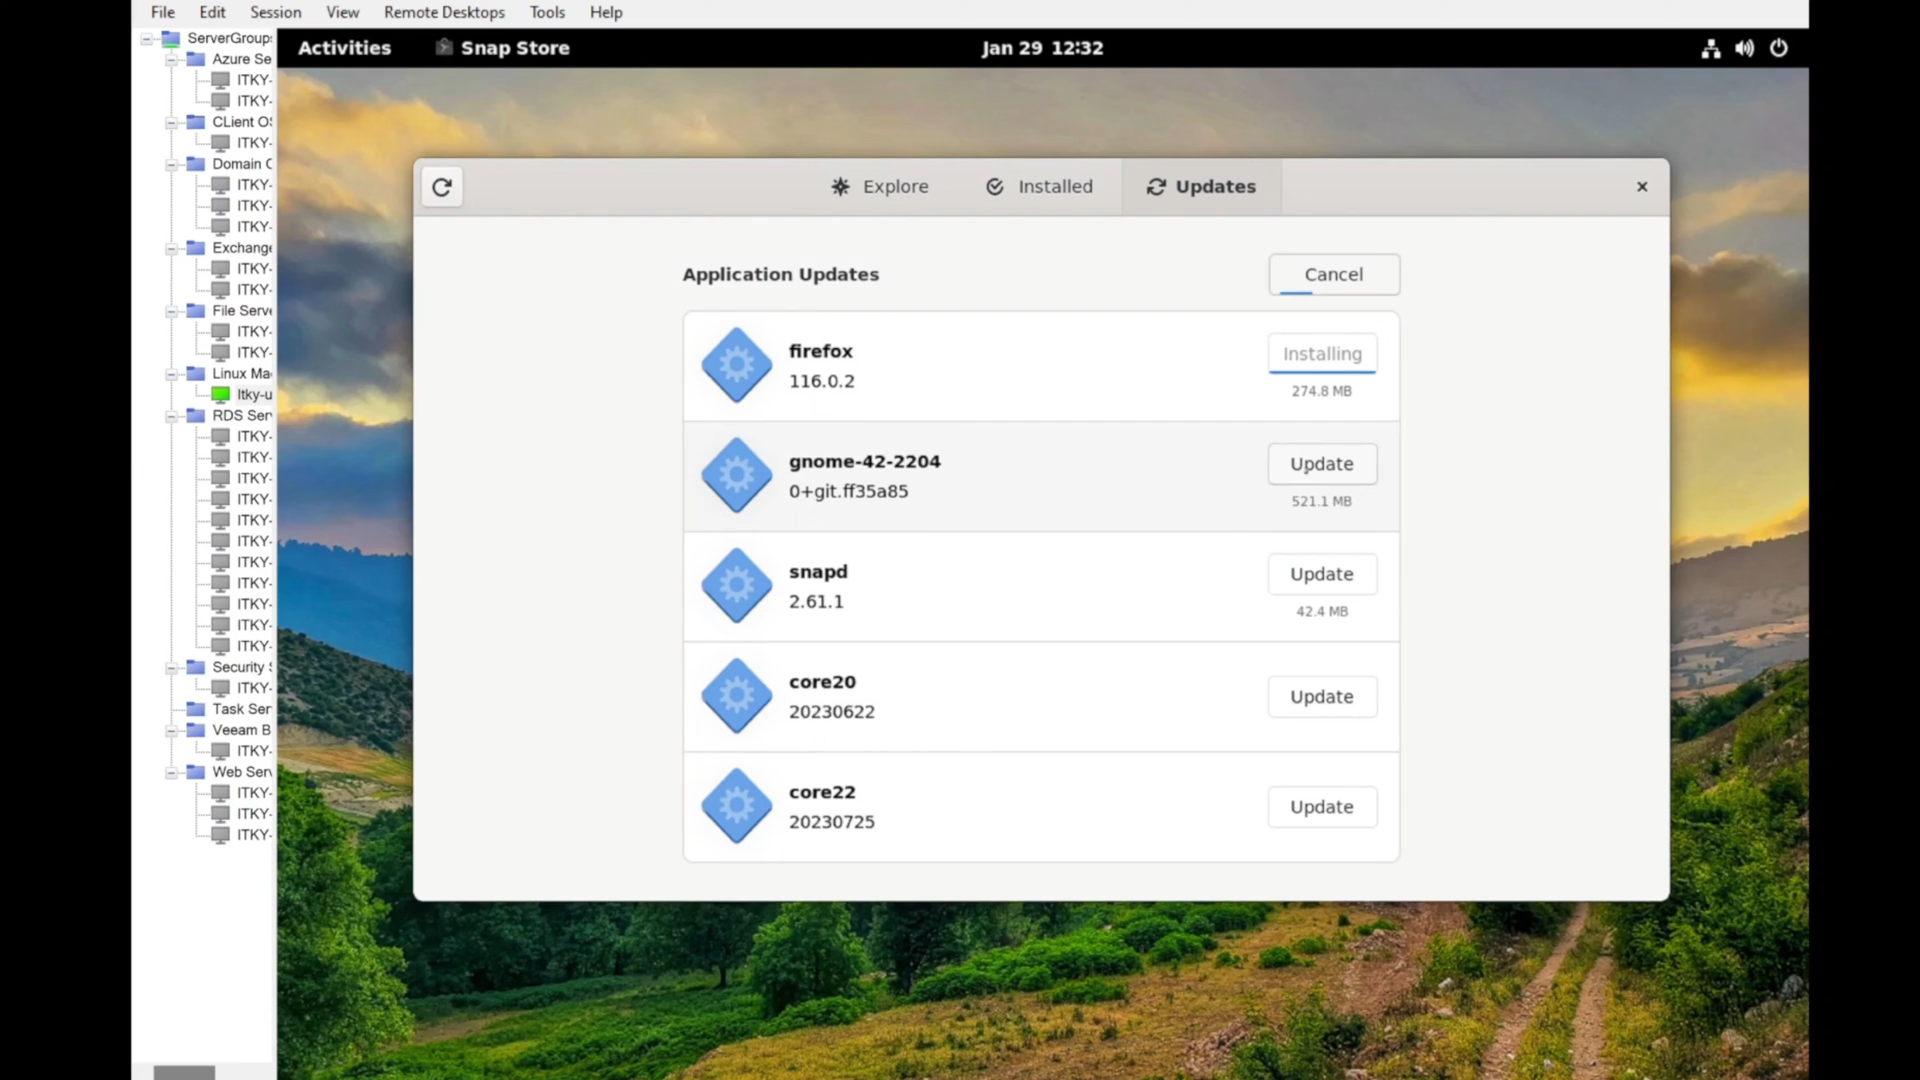 File Edit Session View Remote Desktops Tools Help
ServerGroup
Azure Se
ITKY-
ITKY-
CLient OS
ITKY-
Domain C
ITKY-
ITKY-
ITKY-
Exchange
ITKY-
ITKY-
File Serve
ITKY-
ITKY-
Linux Ma
Itky-u
RDS Serv
ITKY-
ITKY-
ITKY-
ITKY-
ITKY-
ITKY-
ITKY-
ITKY-
ITKY-
ITKY-
ITKY-
Security S
ITKY-
Task Ser
Veeam B
ITKY-
Web Serv
ITKY-
ITKY-
ITKY-
Activities Snap Store Jan 29 12:32
Explore Installed Updates
Application Updates Cancel
firefox
116.0.2
Installing
274.8 MB
gnome-42-2204
0+git.ff35a85
Update
521.1 MB
snapd
2.61.1
Update
42.4 MB
core20
20230622
Update
core22
20230725
Update